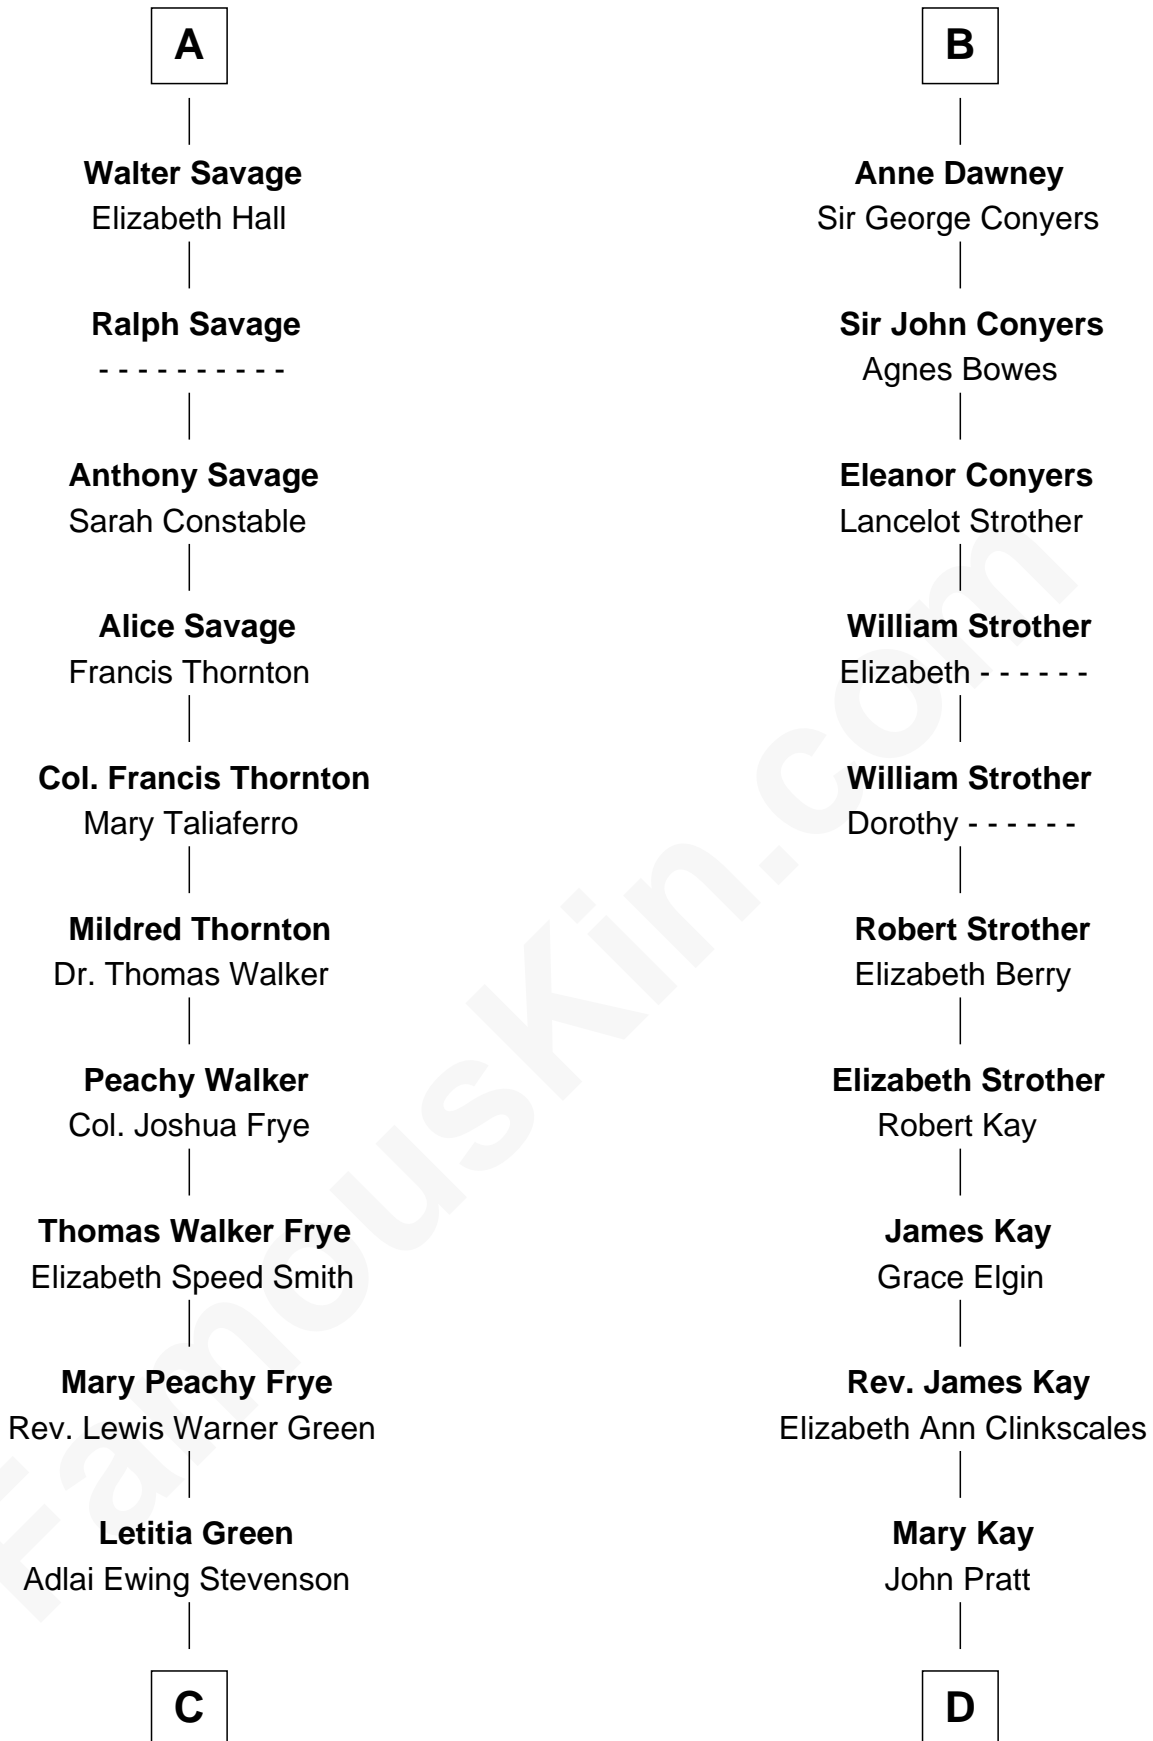 A
Walter Savage
Elizabeth Hall
Ralph Savage
- - - - - - - - - -
Anthony Savage
Sarah Constable
Alice Savage
Francis Thornton
Col. Francis Thornton
Mary Taliaferro
Mildred Thornton
Dr. Thomas Walker
Peachy Walker
Col. Joshua Frye
Thomas Walker Frye
Elizabeth Speed Smith
Mary Peachy Frye
Rev. Lewis Warner Green
Letitia Green
Adlai Ewing Stevenson
C
B
Anne Dawney
Sir George Conyers
Sir John Conyers
Agnes Bowes
Eleanor Conyers
Lancelot Strother
William Strother
Elizabeth - - - - - -
William Strother
Dorothy - - - - - -
Robert Strother
Elizabeth Berry
Elizabeth Strother
Robert Kay
James Kay
Grace Elgin
Rev. James Kay
Elizabeth Ann Clinkscales
Mary Kay
John Pratt
D
FamousKin.com